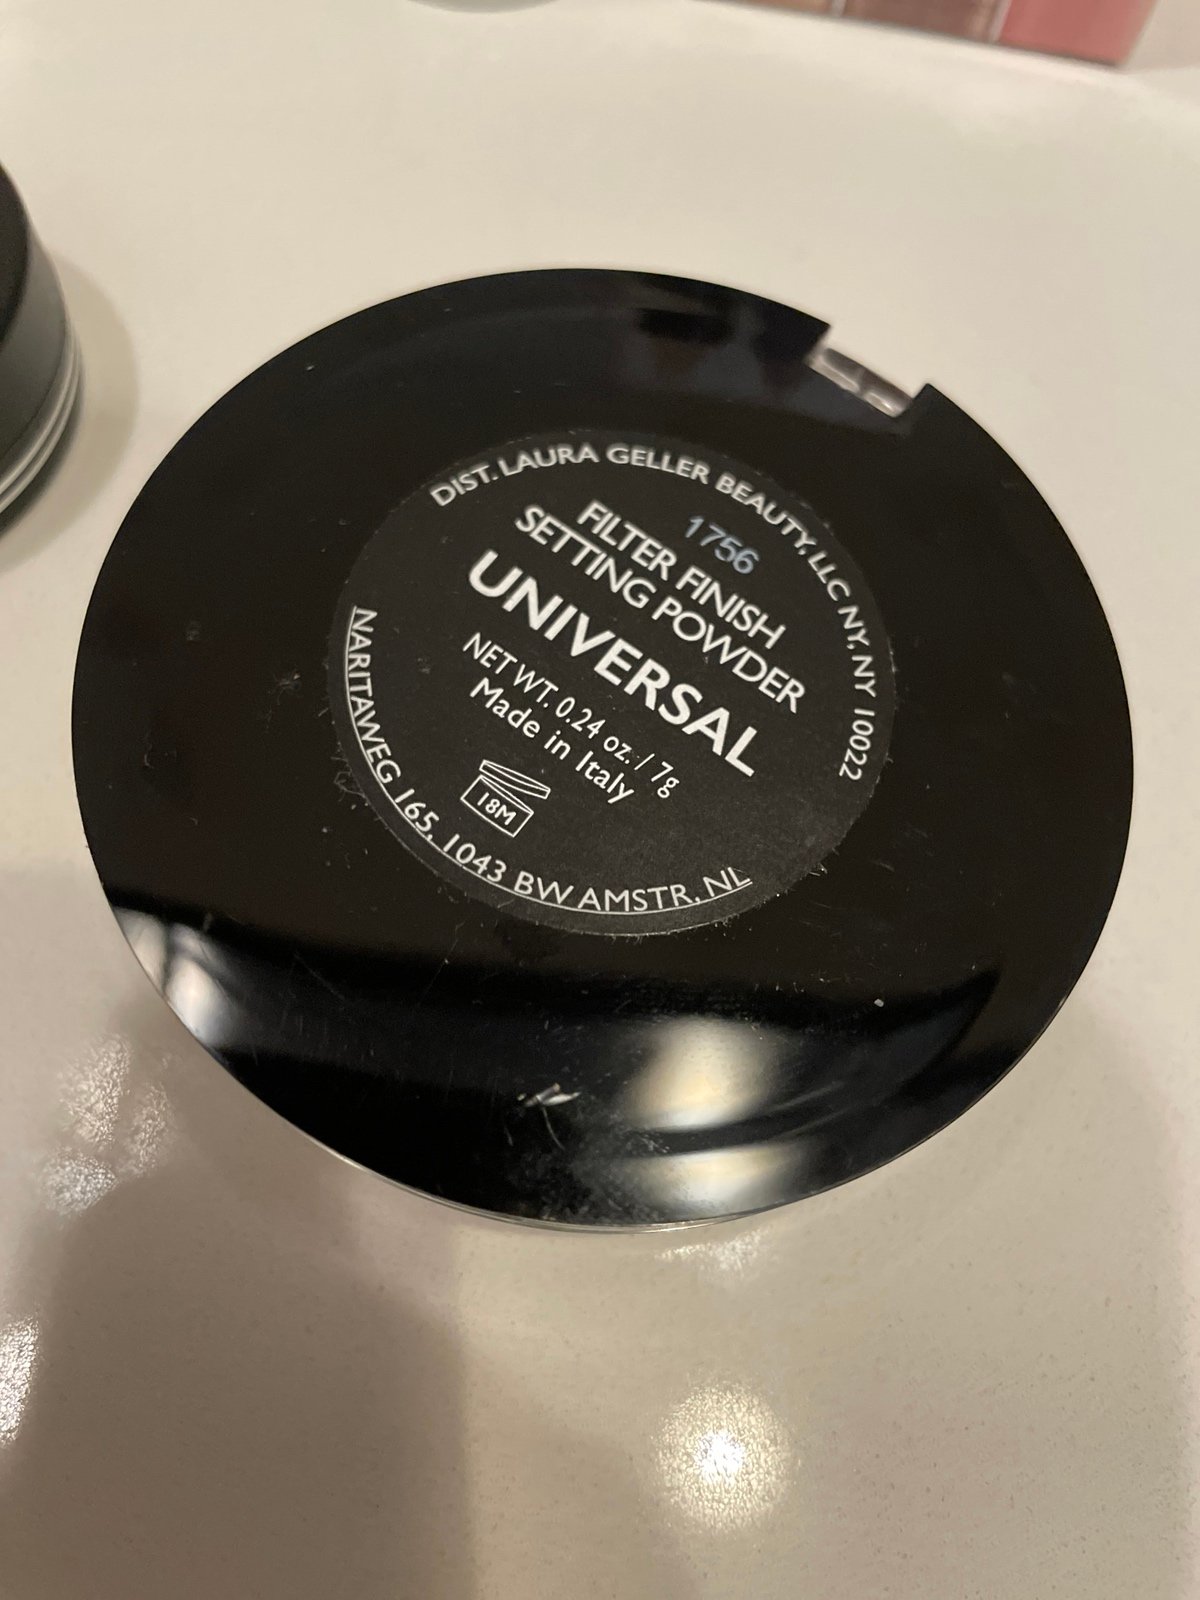 DIST. LAURA GELLER BEAUTY, LLC NY, NY 10022
1756
FILTER FINISH
SETTING POWDER
UNIVERSAL
NET WT. 0.24 oz. / 7g
Made in Italy
18M
NARITAWEG 165, 1043 BW AMSTR. NL